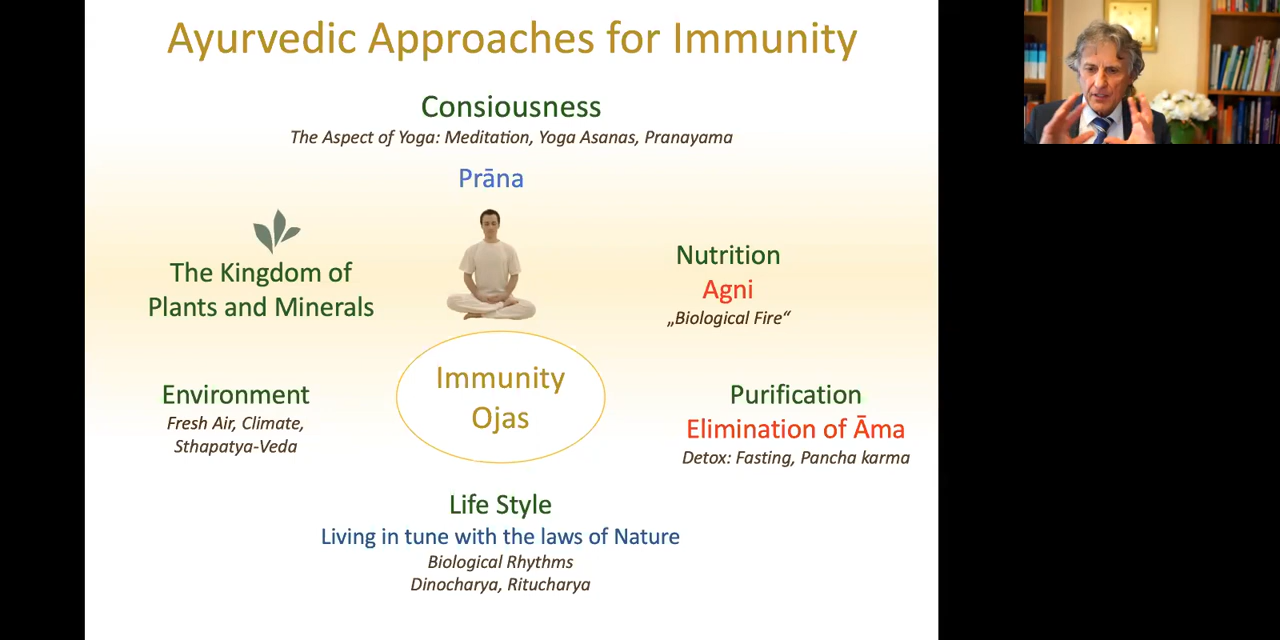 Ayurvedic Approaches for Immunity
Consiousness
The Aspect of Yoga: Meditation, Yoga Asanas, Pranayama
Prāna
The Kingdom of
Plants and Minerals
Nutrition
Agni
„Biological Fire“
Immunity
Ojas
Environment
Fresh Air, Climate,
Sthapatya-Veda
Purification
Elimination of Āma
Detox: Fasting, Pancha karma
Life Style
Living in tune with the laws of Nature
Biological Rhythms
Dinocharya, Ritucharya